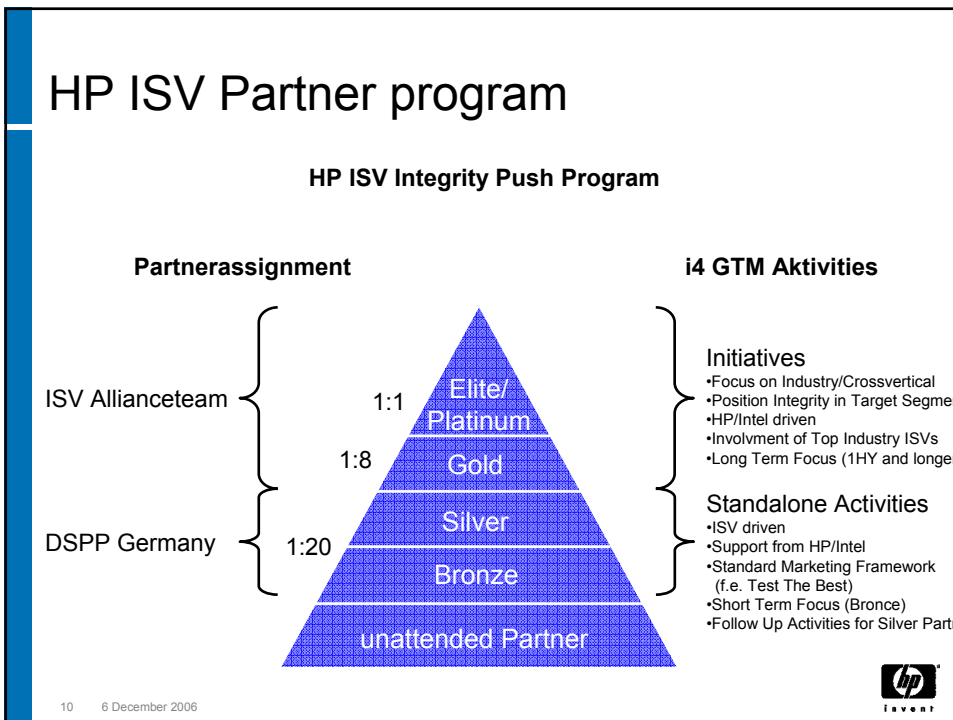 HP ISV Partner program
HP ISV Integrity Push Program
Partnerassignment
i4 GTM Aktivities
ISV Allianceteam
DSPP Germany
1:1
1:8
1:20
Elite/
Platinum
Gold
Silver
Bronze
unattended Partner
Initiatives
•Focus on Industry/Crossvertical
•Position Integrity in Target
•HP/Intel driven
•Involvment of Top Industry ISVs
•Long Term Focus (1HY and
Standalone Activities
•ISV driven
•Support from HP/Intel
•Standard Marketing Framework
(f.e. Test The Best)
•Short Term Focus (Bronce)
•Follow Up Activities for Silver
10 6 December 2006
hp
invent